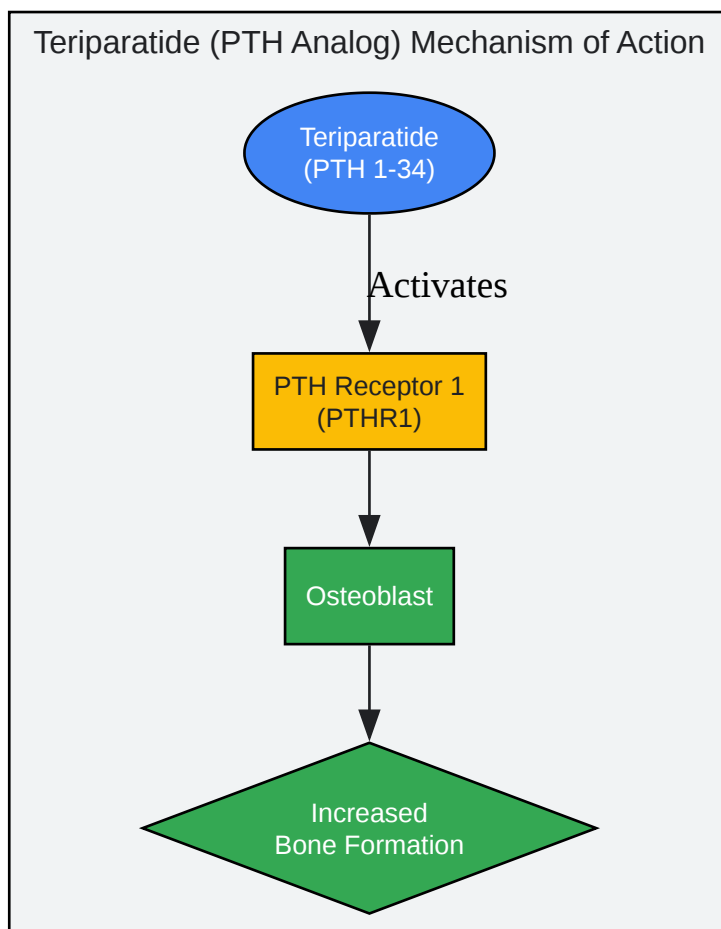 Teriparatide (PTH Analog) Mechanism of Action
Teriparatide
(PTH 1-34)
Activates
PTH Receptor 1
(PTHR1)
Osteoblast
Increased
Bone Formation